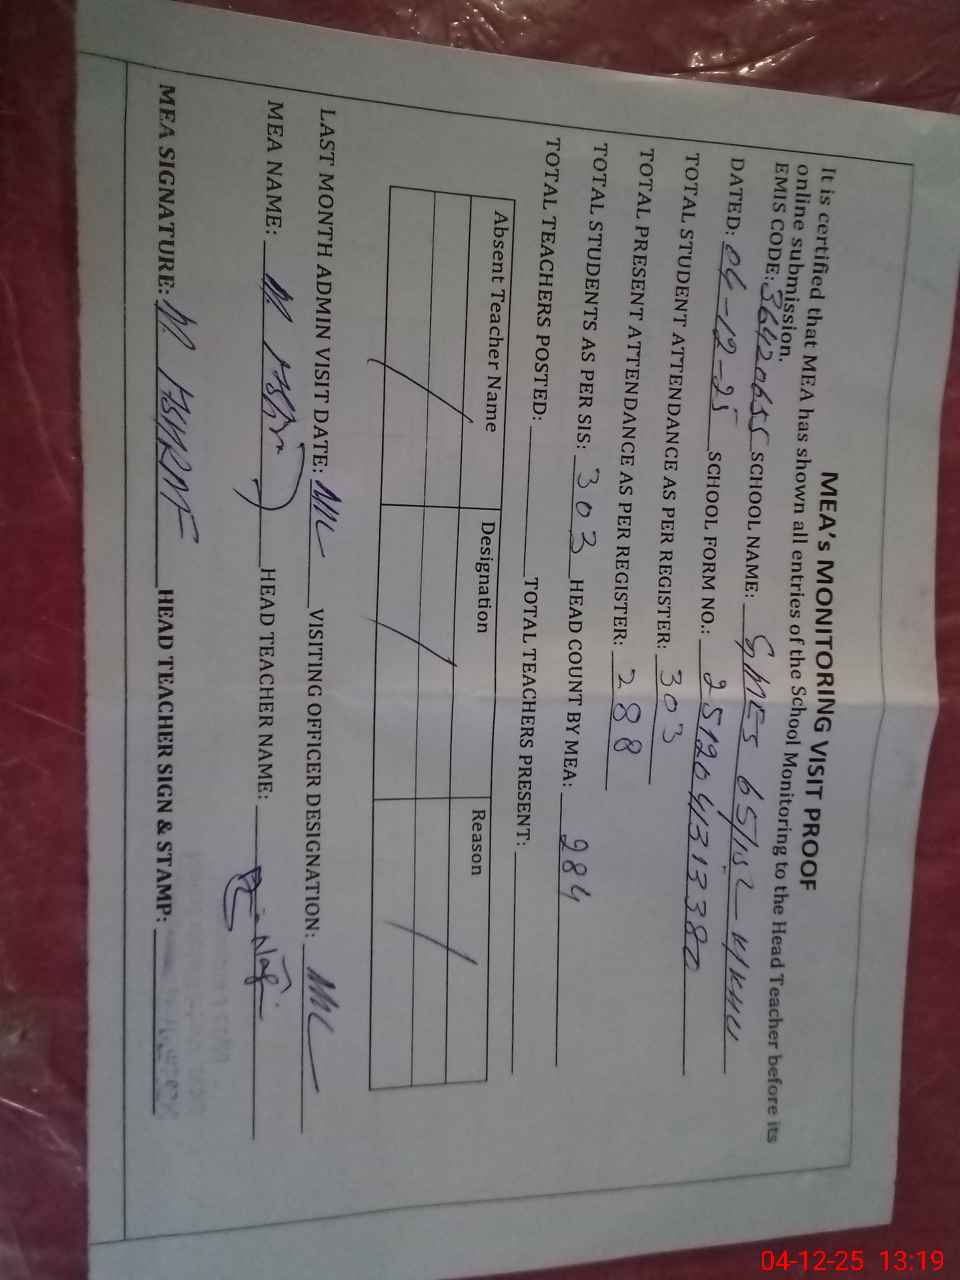 MEA's MONITORING VISIT PROOF
It is certified that MEA has shown all entries of the School Monitoring to the Head Teacher before its
online submission.
EMIS CODE: 36420655 SCHOOL NAME: GMES 65/15-L
DATED: 04-12-25 SCHOOL FORM NO.: 2512041313380
TOTAL STUDENT ATTENDANCE AS PER REGISTER: 303
TOTAL PRESENT ATTENDANCE AS PER REGISTER: 288
TOTAL STUDENTS AS PER SIS: 303 HEAD COUNT BY MEA: 284
TOTAL TEACHERS POSTED: TOTAL TEACHERS PRESENT:
Absent Teacher Name Designation Reason
LAST MONTH ADMIN VISIT DATE: NIL VISITING OFFICER DESIGNATION: NIL
MEA NAME: M HEAD TEACHER NAME:
MEA SIGNATURE: M. HEAD TEACHER SIGN & STAMP:
04-12-25 13:19